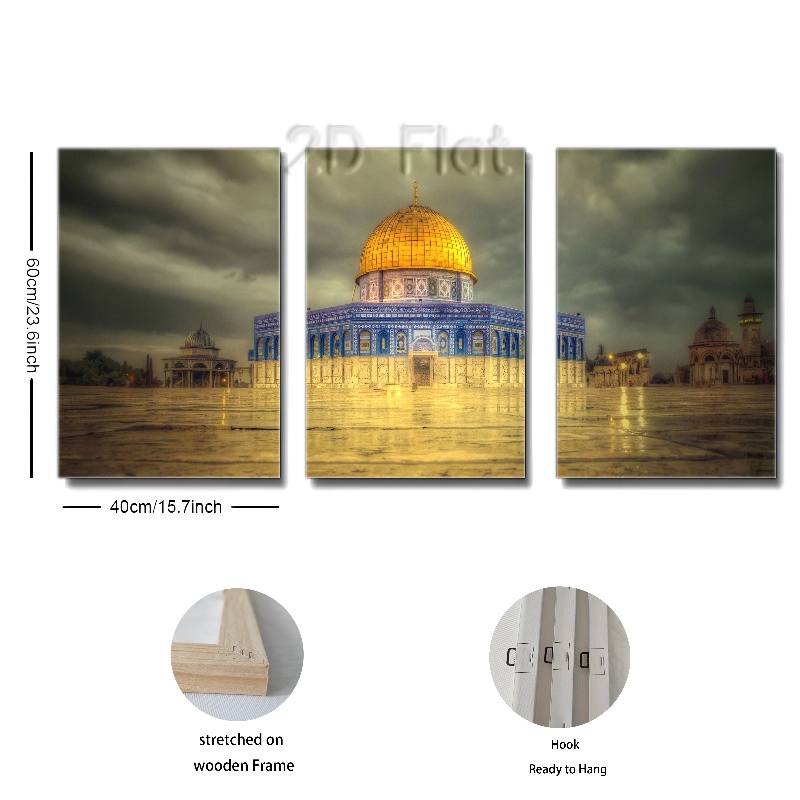 2D Flat
60cm/23.6inch
40cm/15.7inch
stretched on
wooden Frame
Hook
Ready to Hang